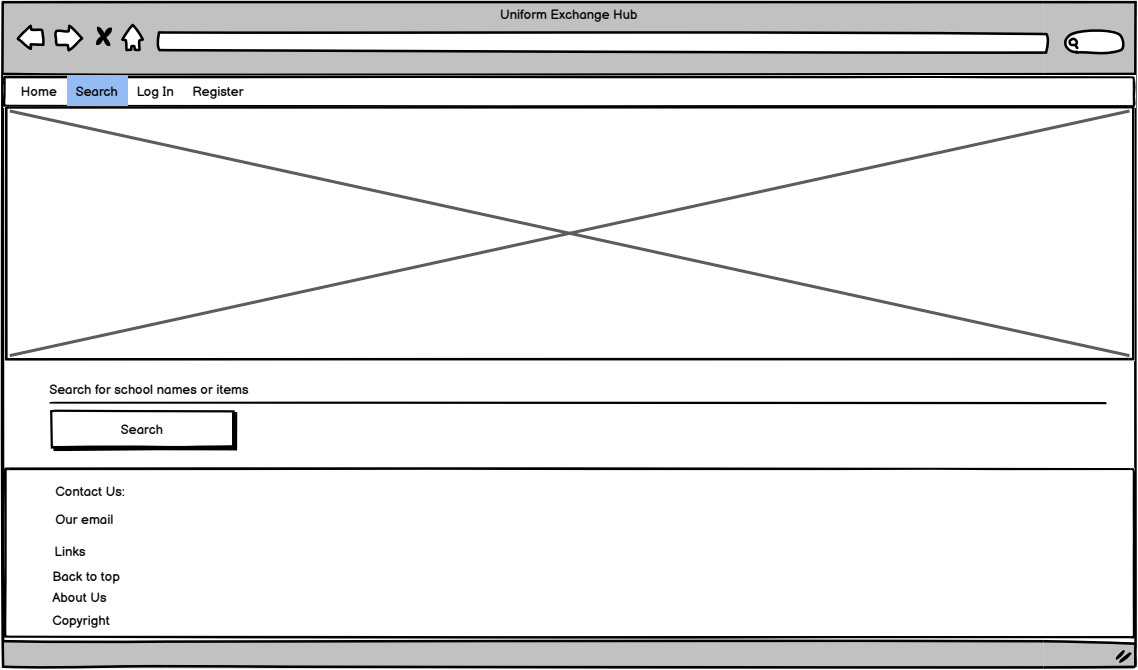 Uniform Exchange Hub
Home Search Log In Register
Search for school names or items
Search
Contact Us:
Our email
Links
Back to top
About Us
Copyright